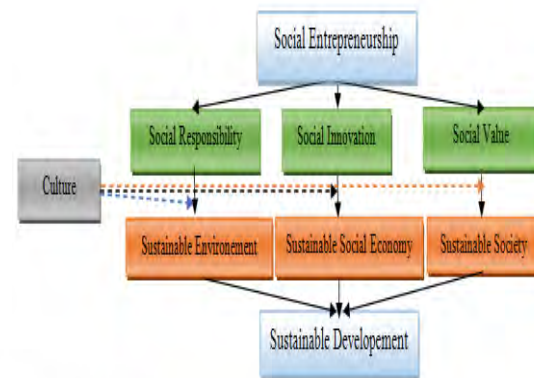 Social Entrepreneurship
Social Responsibility
Social Innovation
Social Value
Culture
Sustainable Environement
Sustainable Social Economy
Sustainable Society
Sustainable Developement